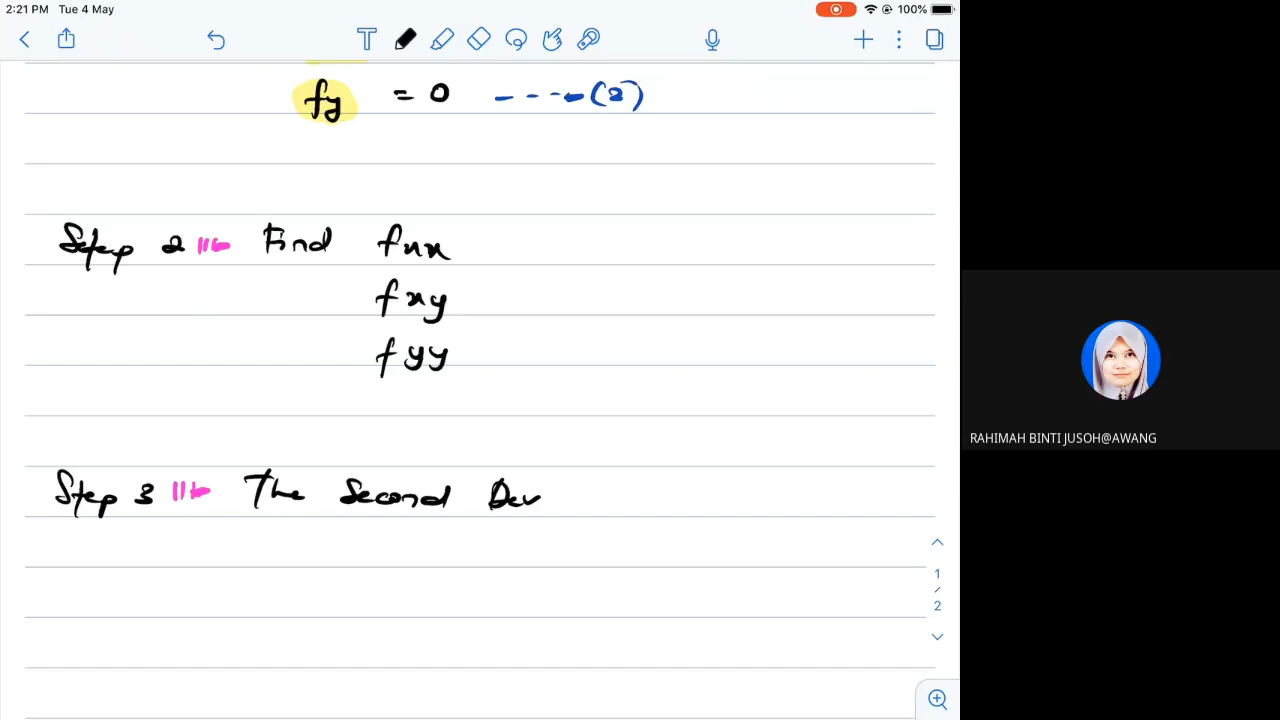 2:21 PM Tue 4 May
100%
fy = 0 ----(2)
Step 2 Find fxx
fxy
fyy
Step 3 The Second Der
1
/
2
RAHIMAH BINTI JUSOH@AWANG